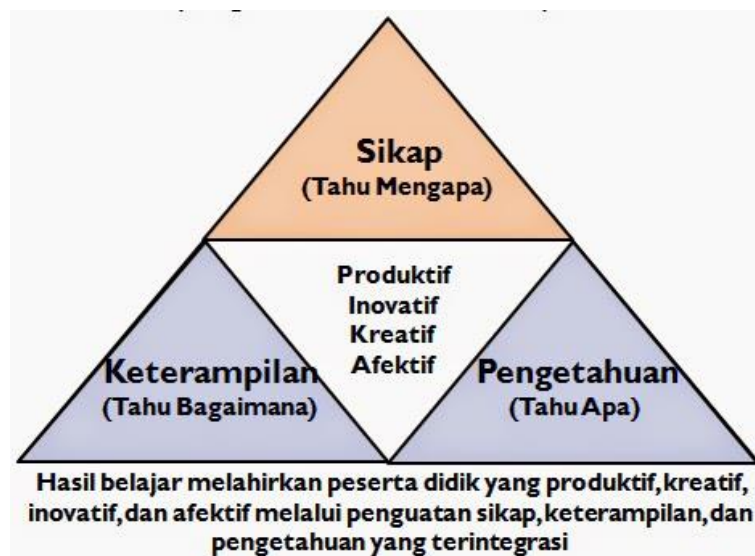 Sikap
(Tahu Mengapa)
Produktif
Inovatif
Kreatif
Afektif
Keterampilan
(Tahu Bagaimana)
Pengetahuan
(Tahu Apa)
Hasil belajar melahirkan peserta didik yang produktif, kreatif,
inovatif, dan afektif melalui penguatan sikap, keterampilan, dan
pengetahuan yang terintegrasi